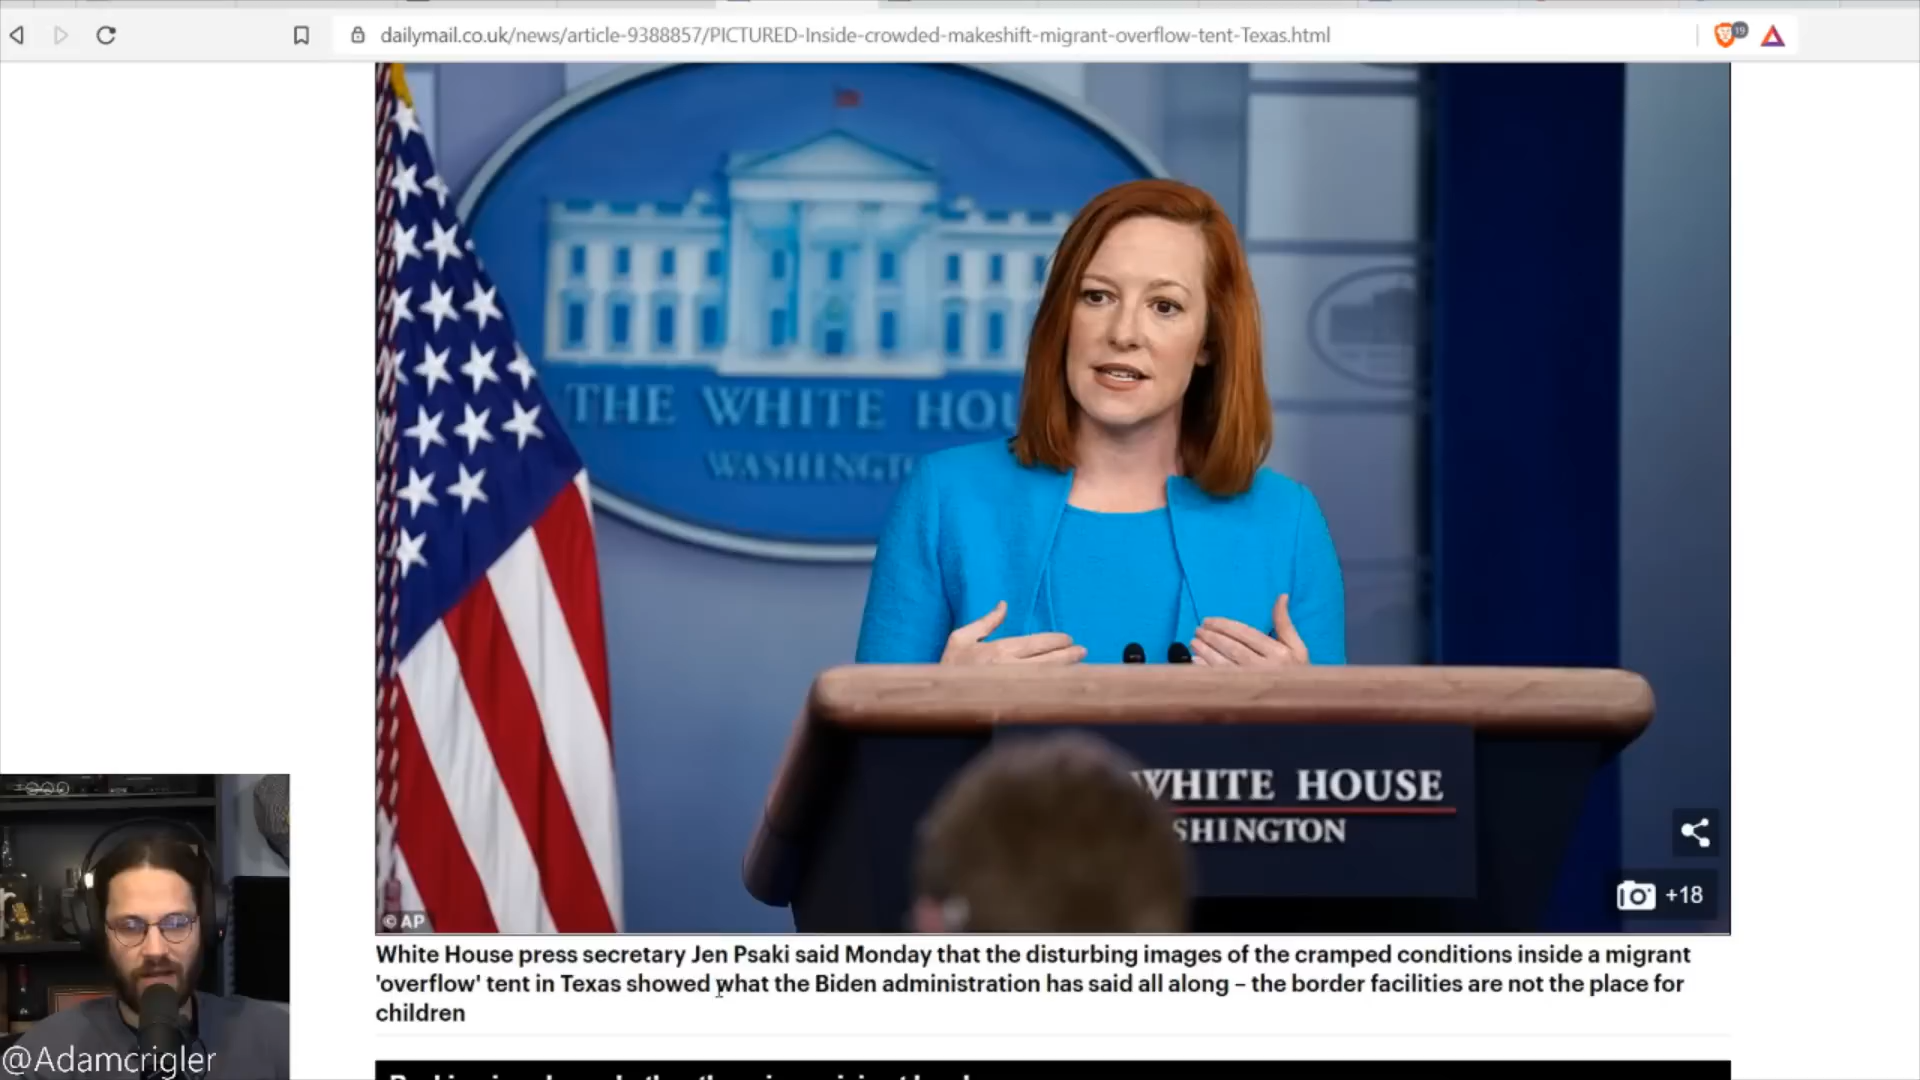 dailymail.co.uk/news/article-9388857/PICTURED-Inside-crowded-makeshift-migrant-overflow-tent-Texas.html
19
THE WHITE HOU
WASHINGT
WHITE HOUSE
SHINGTON
+18
© AP
White House press secretary Jen Psaki said Monday that the disturbing images of the cramped conditions inside a migrant
'overflow' tent in Texas showed what the Biden administration has said all along – the border facilities are not the place for
children
@Adamcrigler